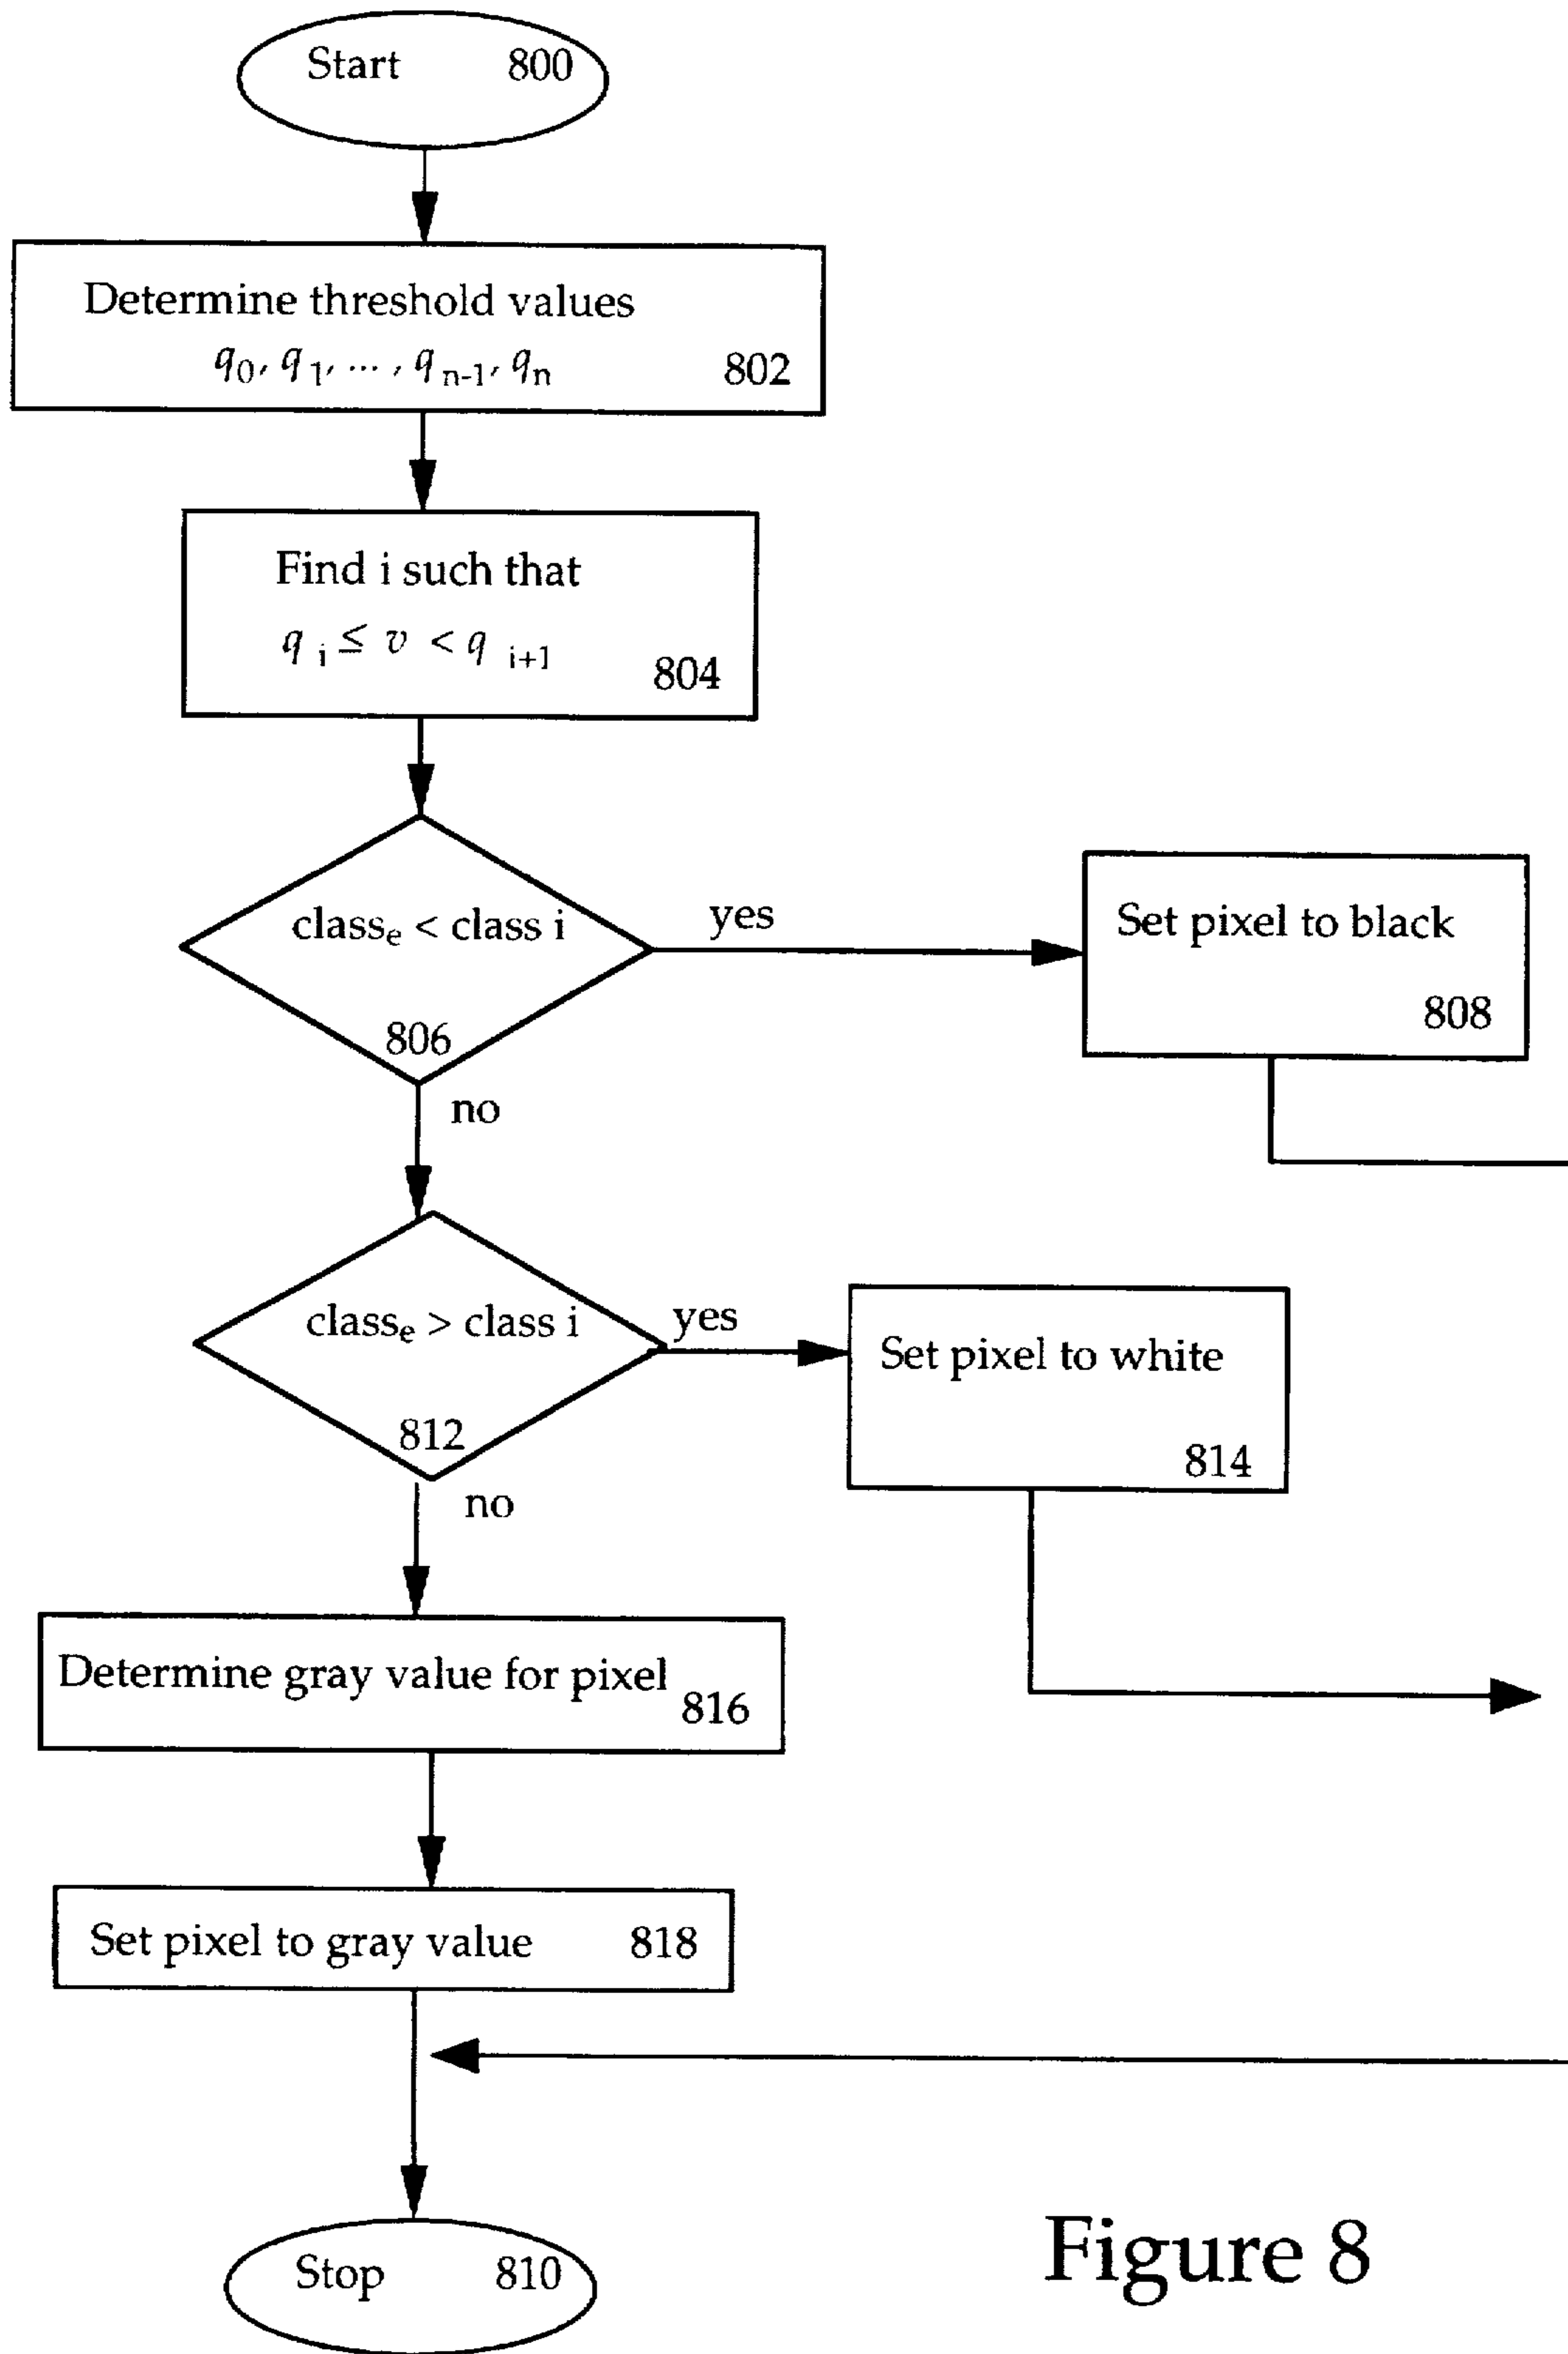 Start 800
Determine threshold values
q₀, q₁, ... , qₙ₋₁, qₙ
802
Find i such that
q ᵢ ≤ v < q ᵢ₊₁
804
classₑ < class i
806
yes
Set pixel to black
808
no
classₑ > class i
812
yes
Set pixel to white
814
no
Determine gray value for pixel
816
Set pixel to gray value 818
Stop 810
Figure 8